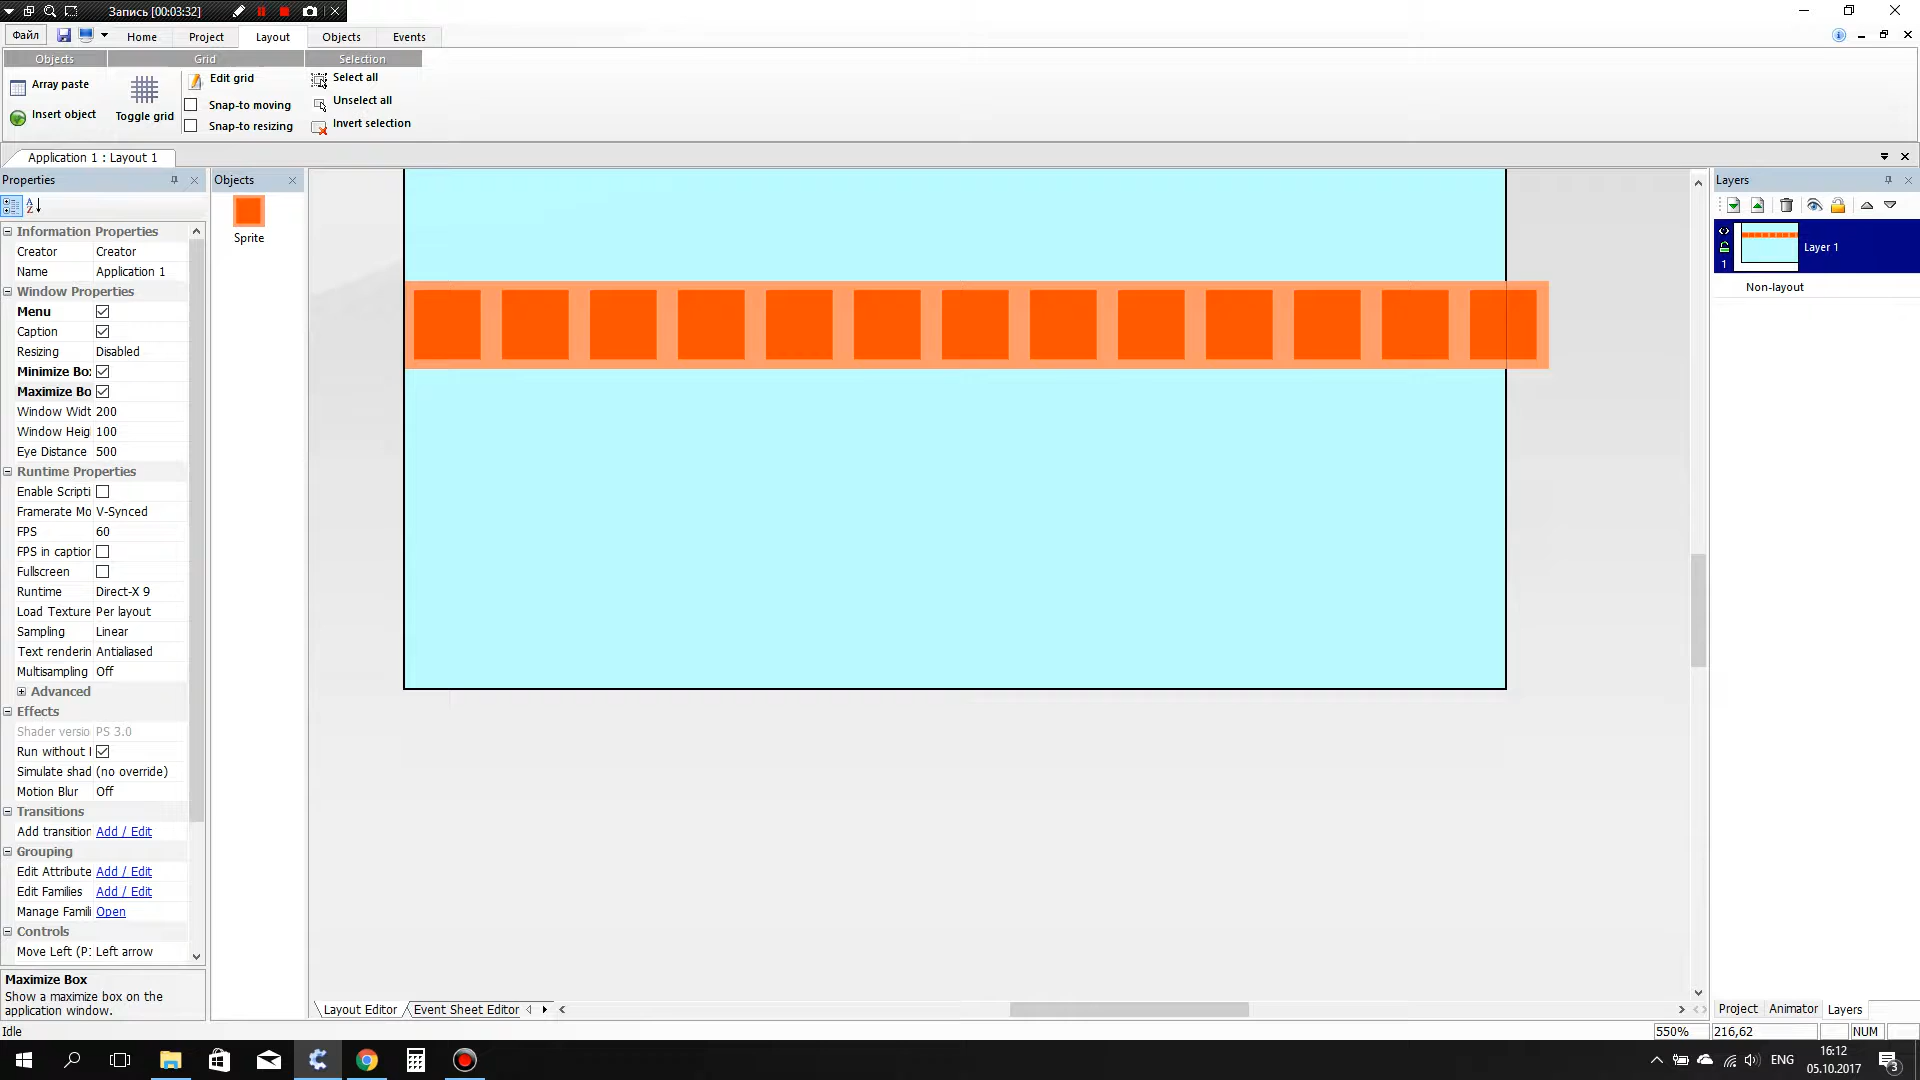 Запись [00:03:32]
Файл
Home
Project
Layout
Objects
Events
Objects
Grid
Selection
Array paste
Insert object
Toggle grid
Edit grid
Snap-to moving
Snap-to resizing
Select all
Unselect all
Invert selection
Application 1 : Layout 1
Properties
Objects
Layers
Sprite
Layer 1
1
Non-layout
Information Properties
Creator Creator
Name Application 1
Window Properties
Menu
Caption
Resizing Disabled
Minimize Bo
Maximize Bo
Window Widt 200
Window Heig 100
Eye Distance 500
Runtime Properties
Enable Scripti
Framerate Mo V-Synced
FPS 60
FPS in caption
Fullscreen
Runtime Direct-X 9
Load Texture Per layout
Sampling Linear
Text renderin Antialiased
Multisampling Off
Advanced
Effects
Shader versio PS 3.0
Run without
Simulate shad (no override)
Motion Blur Off
Transitions
Add transition Add / Edit
Grouping
Edit Attribute Add / Edit
Edit Families Add / Edit
Manage Famili Open
Controls
Move Left (P: Left arrow
Maximize Box
Show a maximize box on the
application window.
Layout Editor
Event Sheet Editor
Project
Animator
Layers
Idle
550%
216,62
NUM
ENG
16:12
05.10.2017
3